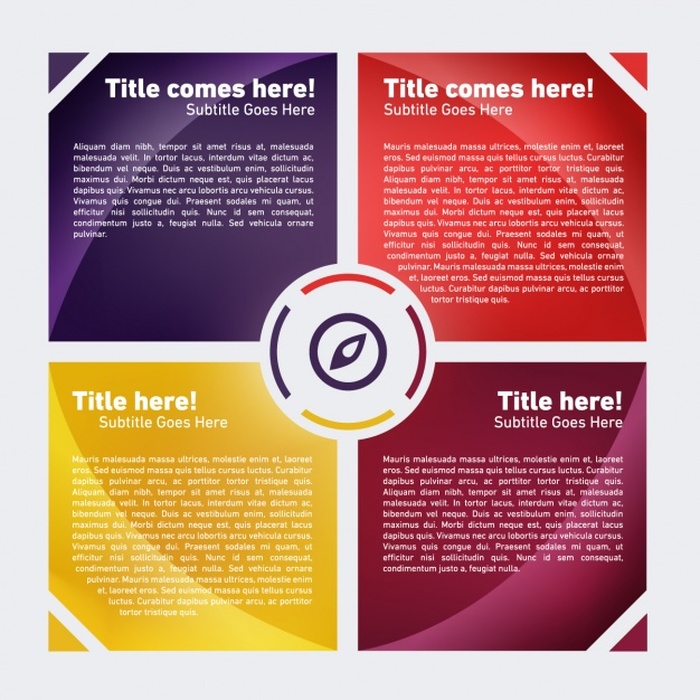 Title comes here!
Subtitle Goes Here
Aliquam diam nibh, tempor sit amet risus at, malesuada
malesuada velit. In tortor lacus, interdum vitae dictum ac,
bibendum vel neque. Duis ac vestibulum enim, sollicitudin
maximus dui. Morbi dictum neque est, quis placerat lacus
dapibus quis. Vivamus nec arcu lobortis arcu vehicula cursus.
Vivamus quis orci elit. Praesent sodales mi quam, ut
efficitur nisi sollicitudin quis. Nunc id sem consequat,
condimentum justo a, feugiat nulla. Sed vehicula ornare
pulvinar.
Title comes here!
Subtitle Goes Here
Mauris malesuada massa ultrices, molestie enim et, laoreet
eros. Sed euismod massa quis tellus cursus luctus. Curabitur
dapibus pulvinar arcu, ac porttitor tortor tristique quis.
Aliquam diam nibh, tempor sit amet risus at, malesuada
malesuada velit. In tortor lacus, interdum vitae dictum ac,
bibendum vel neque. Duis ac vestibulum enim, sollicitudin
maximus dui. Morbi dictum neque est, quis placerat lacus
dapibus quis. Vivamus nec arcu lobortis arcu vehicula cursus.
Vivamus quis congue elit. Praesent sodales mi quam, ut
efficitur nisi sollicitudin quis. Nunc id sem consequat,
condimentum justo a, feugiat nulla. Sed vehicula ornare
pulvinar. Mauris malesuada massa ultrices, molestie enim
et, laoreet eros. Sed euismod massa quis tellus cursus
luctus. Curabitur dapibus pulvinar arcu, ac porttitor
tortor tristique quis.
Title here!
Subtitle Goes Here
Mauris malesuada massa ultrices, molestie enim et, laoreet
eros. Sed euismod massa quis tellus cursus luctus. Curabitur
dapibus pulvinar arcu, ac porttitor tortor tristique quis.
Aliquam diam nibh, tempor sit amet risus at, malesuada
malesuada velit. In tortor lacus, interdum vitae dictum ac,
bibendum vel neque. Duis ac vestibulum enim, sollicitudin
maximus dui. Morbi dictum neque est, quis placerat lacus
dapibus quis. Vivamus nec arcu lobortis arcu vehicula cursus.
Vivamus quis congue elit. Praesent sodales mi quam, ut
efficitur nisi sollicitudin quis. Nunc id sem consequat,
condimentum justo a, feugiat nulla. Sed vehicula ornare
pulvinar. Mauris malesuada massa ultrices, molestie enim
et, laoreet eros. Sed euismod massa quis tellus cursus
luctus. Curabitur dapibus pulvinar arcu, ac porttitor
tortor tristique quis.
Title here!
Subtitle Goes Here
Mauris malesuada massa ultrices, molestie enim et, laoreet
eros. Sed euismod massa quis tellus cursus luctus. Curabitur
dapibus pulvinar arcu, ac porttitor tortor tristique quis.
Aliquam diam nibh, tempor sit amet risus at, malesuada
malesuada velit. In tortor lacus, interdum vitae dictum ac,
bibendum vel neque. Duis ac vestibulum enim, sollicitudin
maximus dui. Morbi dictum neque est, quis placerat lacus
dapibus quis. Vivamus nec arcu lobortis arcu vehicula cursus.
Vivamus quis congue elit. Praesent sodales mi quam, ut
efficitur nisi sollicitudin quis. Nunc id sem consequat,
condimentum justo a, feugiat nulla.